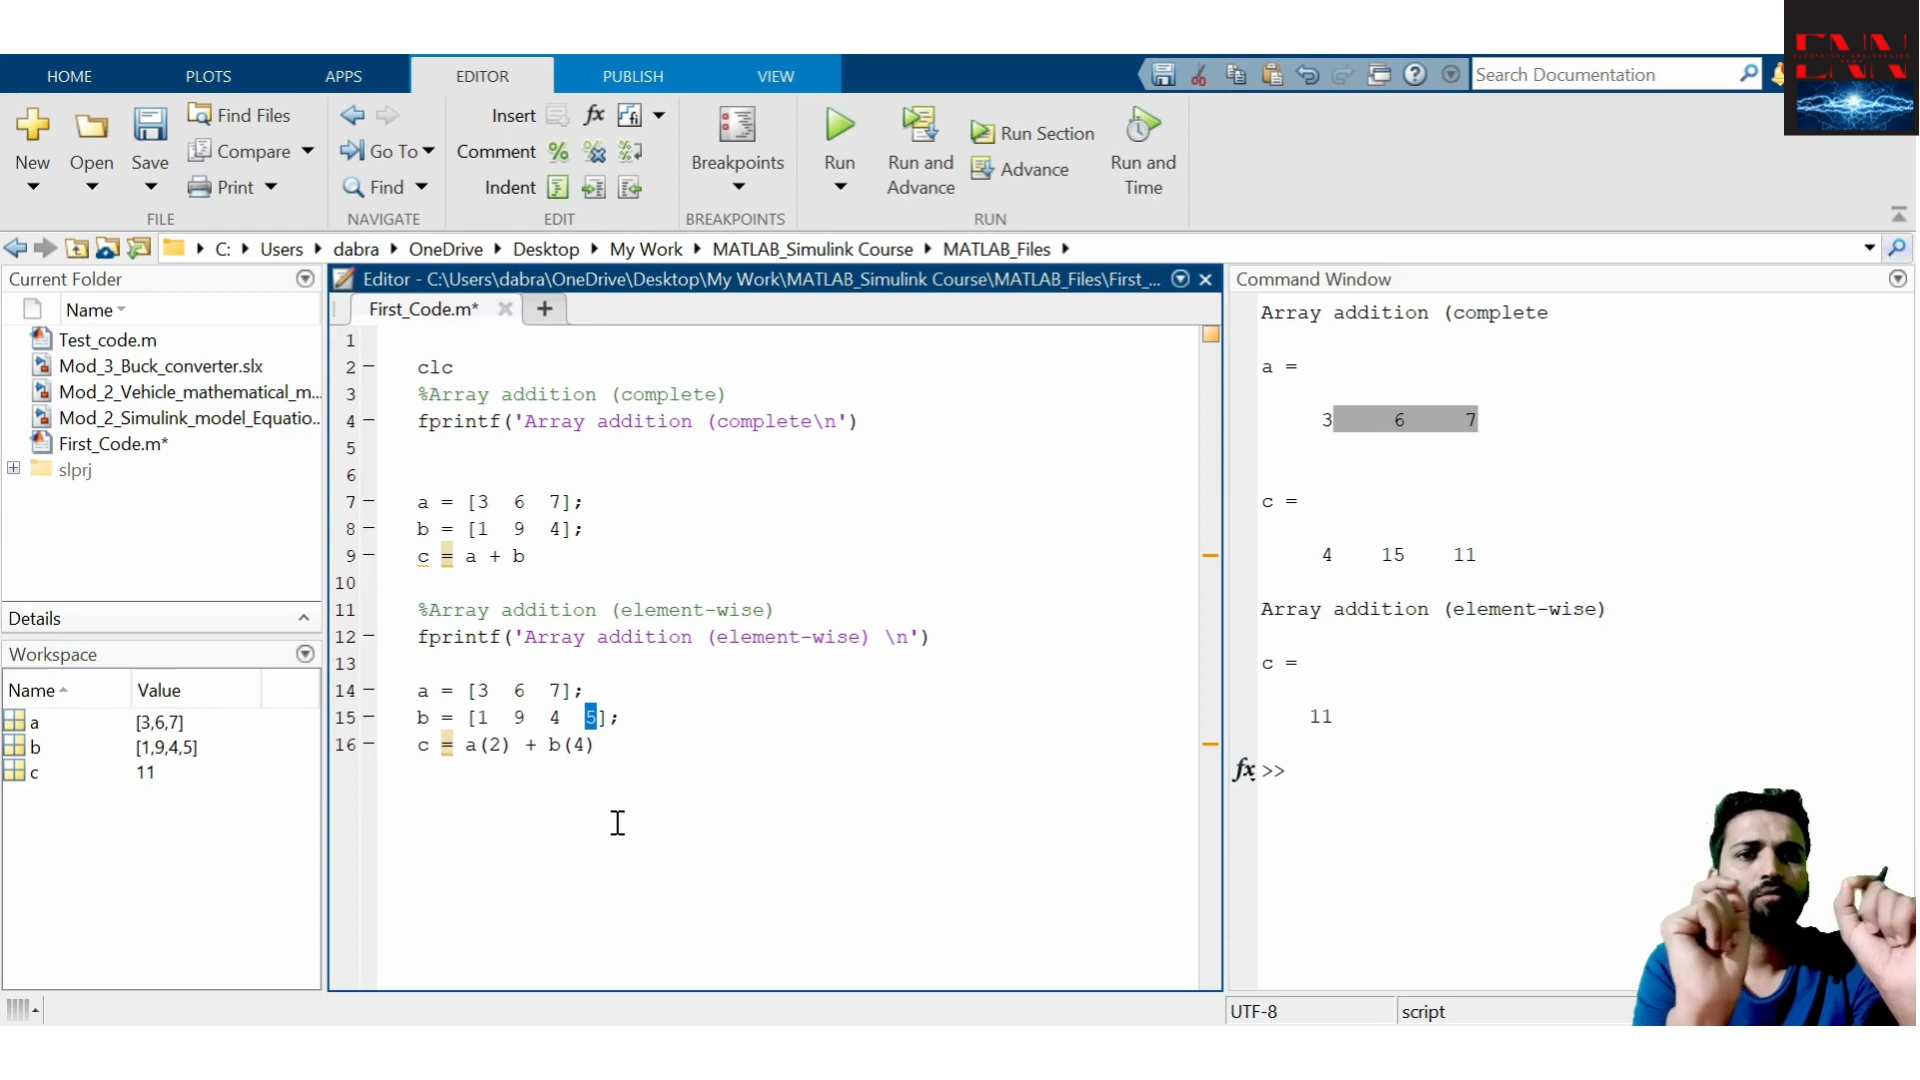 ENN
HOME PLOTS APPS EDITOR PUBLISH VIEW
Search Documentation
New
Open
Save
Find Files
Compare
Print
FILE
Go To
Find
NAVIGATE
Insert
Comment
Indent
EDIT
Breakpoints
BREAKPOINTS
Run
Run and
Advance
Run Section
Advance
Run and
Time
RUN
C: Users dabra OneDrive Desktop My Work MATLAB_Simulink Course MATLAB_Files
Current Folder
Name
Test_code.m
Mod_3_Buck_converter.slx
Mod_2_Vehicle_mathematical_m...
Mod_2_Simulink_model_Equatio...
First_Code.m*
slprj
Details
Workspace
Name Value
a [3,6,7]
b [1,9,4,5]
c 11
Editor - C:\Users\dabra\OneDrive\Desktop\My Work\MATLAB_Simulink Course\MATLAB_Files\First_...
First_Code.m*
1
2 clc
3 %Array addition (complete)
4 fprintf('Array addition (complete\n')
5
6
7 a = [3 6 7];
8 b = [1 9 4];
9 c = a + b
10
11 %Array addition (element-wise)
12 fprintf('Array addition (element-wise) \n')
13
14 a = [3 6 7];
15 b = [1 9 4 5];
16 c = a(2) + b(4)
Command Window
Array addition (complete
a =
3 6 7
c =
4 15 11
Array addition (element-wise)
c =
11
fx >>
UTF-8
script